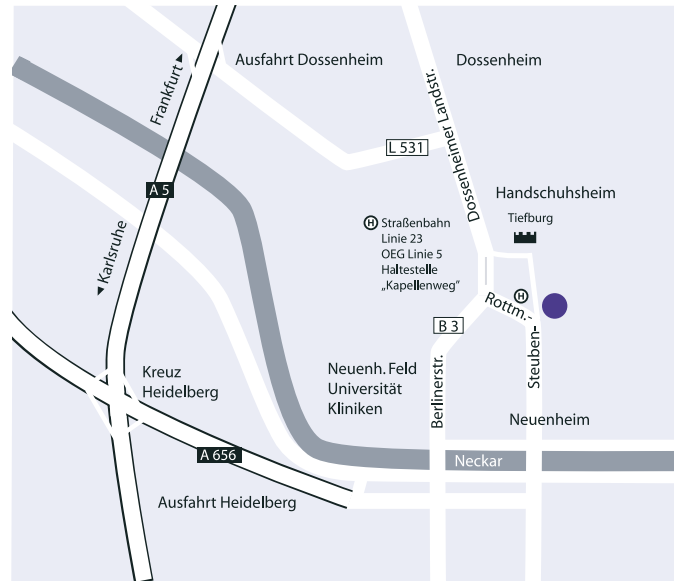 Ausfahrt Dossenheim
Dossenheim
Frankfurt
Dossenheimer Landstr.
L 531
A 5
Handschuhsheim
Tiefburg
H Straßenbahn
Linie 23
OEG Linie 5
Haltestelle
„Kapellenweg“
Karlsruhe
H
Rottm.-
B 3
Steuben-
Berlinerstr.
Kreuz
Heidelberg
Neuenh. Feld
Universität
Kliniken
Neuenheim
A 656
Neckar
Ausfahrt Heidelberg